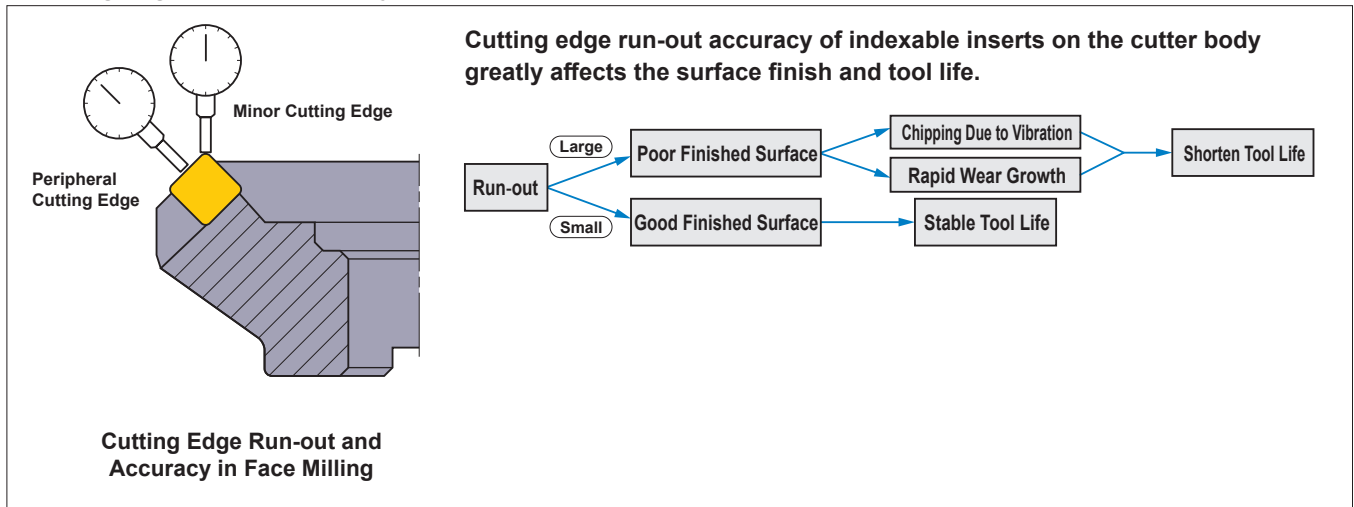 Cutting edge run-out accuracy of indexable inserts on the cutter body
greatly affects the surface finish and tool life.
Minor Cutting Edge
Peripheral
Cutting Edge
Run-out
Large
Small
Poor Finished Surface
Good Finished Surface
Chipping Due to Vibration
Rapid Wear Growth
Stable Tool Life
Shorten Tool Life
Cutting Edge Run-out and
Accuracy in Face Milling